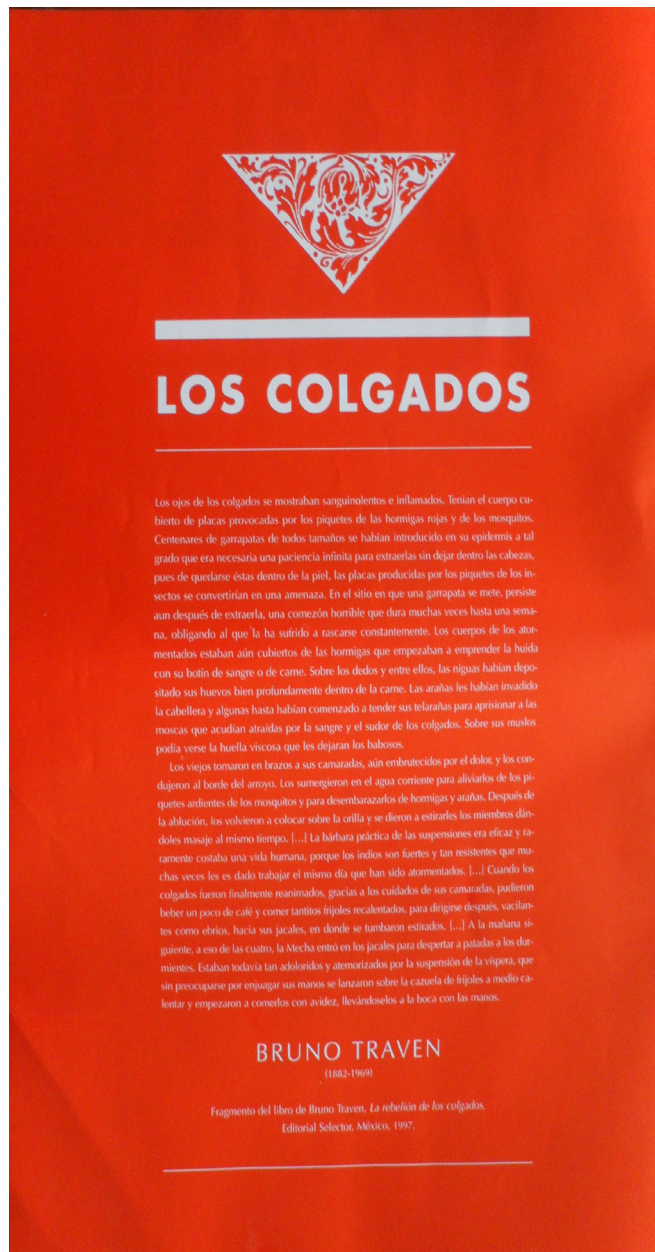 LOS COLGADOS
Los ojos de los colgados se mostraban sanguinolentos e inflamados. Tenían el cuerpo cu-
bierto de placas provocadas por los piquetes de las hormigas rojas y de los mosquitos.
Centenares de garrapatas de todos tamaños se habían introducido en su epidermis a tal
grado que era necesaria una paciencia infinita para extraerlas sin dejar dentro las cabezas,
pues de quedarse éstas dentro de la piel, las placas producidas por los piquetes de los in-
sectos se convertirían en una amenaza. En el sitio en que una garrapata se mete, persiste
aun después de extraerla, una comezón horrible que dura muchas veces hasta una sema-
na, obligando al que la ha sufrido a rascarse constantemente. Los cuerpos de los ator-
mentados estaban aún cubiertos de las hormigas que empezaban a emprender la huida
con su botín de sangre o de carne. Sobre los dedos y entre ellos, las niguas habían depo-
sitado sus huevos bien profundamente dentro de la carne. Las arañas les habían invadido
la cabellera y algunas hasta habían comenzado a tender sus telarañas para aprisionar a las
moscas que acudían atraídas por la sangre y el sudor de los colgados. Sobre sus muslos
podía verse la huella viscosa que les dejaran los babosos.
Los viejos tomaron en brazos a sus camaradas, aún embrutecidos por el dolor, y los con-
dujeron al borde del arroyo. Los sumergieron en el agua corriente para aliviarlos de los pi-
quetes ardientes de los mosquitos y para desembarazarlos de hormigas y arañas. Después de
la ablución, los volvieron a colocar sobre la orilla y se dieron a estirarles los miembros dán-
doles masaje al mismo tiempo. [...] La bárbara práctica de las suspensiones era eficaz y ra-
ramente costaba una vida humana, porque los indios son fuertes y tan resistentes que mu-
chas veces les es dado trabajar el mismo día que han sido atormentados. [...] Cuando los
colgados fueron finalmente reanimados, gracias a los cuidados de sus camaradas, pudieron
beber un poco de café y comer tantitos frijoles recalentados, para dirigirse después, vacilan-
tes como ebrios, hacia sus jacales, en donde se tumbaron estirados. [...] A la mañana si-
guiente, a eso de las cuatro, la Mecha entró en los jacales para despertar a patadas a los dur-
mientes. Estaban todavía tan adoloridos y atemorizados por la suspensión de la víspera, que
sin preocuparse por enjuagar sus manos se lanzaron sobre la cazuela de frijoles a medio ca-
lentar y empezaron a comerlos con avidez, llevándoselos a la boca con las manos.
BRUNO TRAVEN
(1882-1969)
Fragmento del libro de Bruno Traven, La rebelión de los colgados,
Editorial Selector, México, 1997.